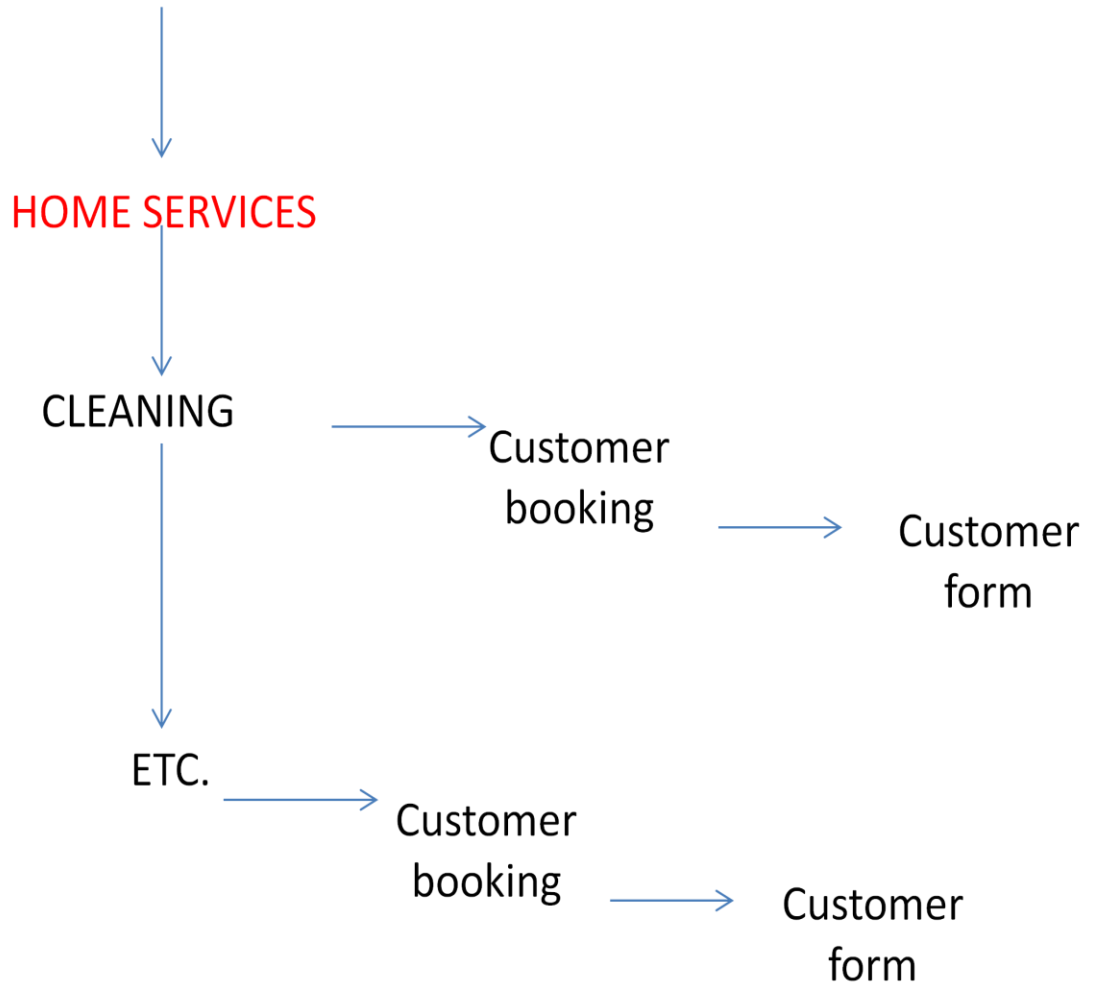 HOME SERVICES
CLEANING
Customer
booking
Customer
form
ETC.
Customer
booking
Customer
form